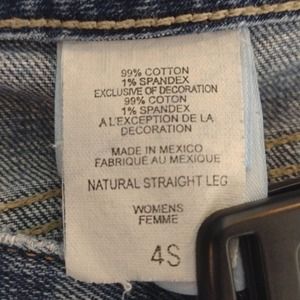 99% COTTON
1% SPANDEX
EXCLUSIVE OF DECORATION
99% COTON
1% SPANDEX
A L'EXCEPTION DE LA
DECORATION
MADE IN MEXICO
FABRIQUÉ AU MEXIQUE
NATURAL STRAIGHT LEG
WOMENS
FEMME
4S